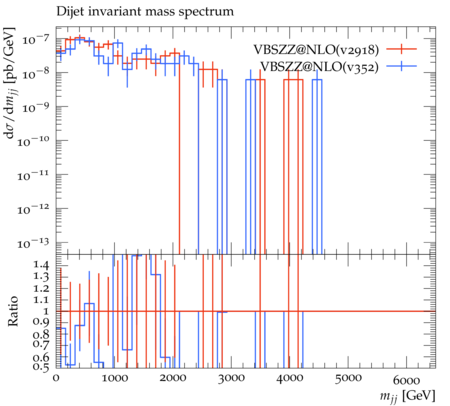 Dijet invariant mass spectrum
dσ/dm_jj [pb/GeV]
10⁻⁷
10⁻⁸
10⁻⁹
10⁻¹⁰
10⁻¹¹
10⁻¹²
10⁻¹³
VBSZZ@NLO(v2918)
VBSZZ@NLO(v352)
Ratio
1.4
1.3
1.2
1.1
1
0.9
0.8
0.7
0.6
0.5
0 1000 2000 3000 4000 5000 6000
m_jj [GeV]